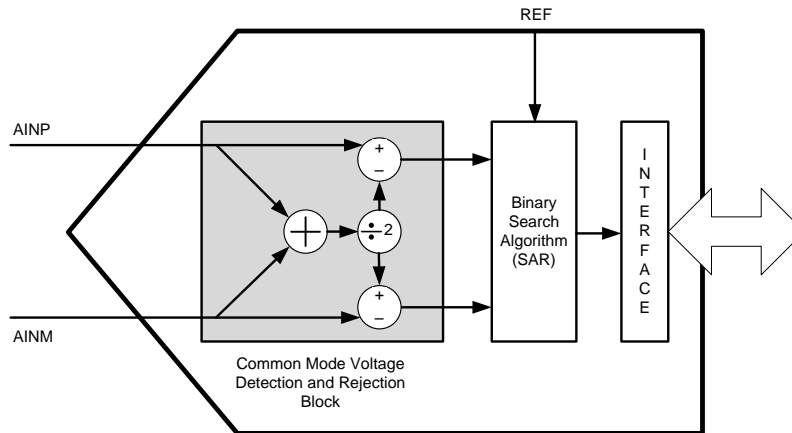 REF
AINP
+
−
÷2
+
−
AINM
Binary
Search
Algorithm
(SAR)
I
N
T
E
R
F
A
C
E
Common Mode Voltage
Detection and Rejection
Block